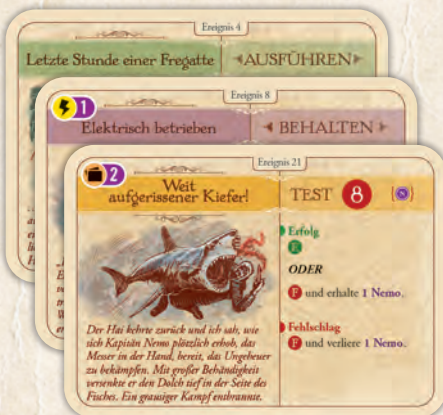 Ereignis 4
Letzte Stunde einer Fregatte AUSFÜHREN
Ereignis 8
1
Elektrisch betrieben BEHALTEN
Ereignis 21
2
Weit
aufgerissener Kiefer!
TEST 8 N
Erfolg
E
ODER
F und erhalte 1 Nemo.
Fehlschlag
F und verliere 1 Nemo.
Der Hai kehrte zurück und ich sah, wie
sich Kapitän Nemo plötzlich erhob, das
Messer in der Hand, bereit, das Ungeheuer
zu bekämpfen. Mit großer Behändigkeit
versenkte er den Dolch tief in der Seite des
Fisches. Ein grausiger Kampf entbrannte.